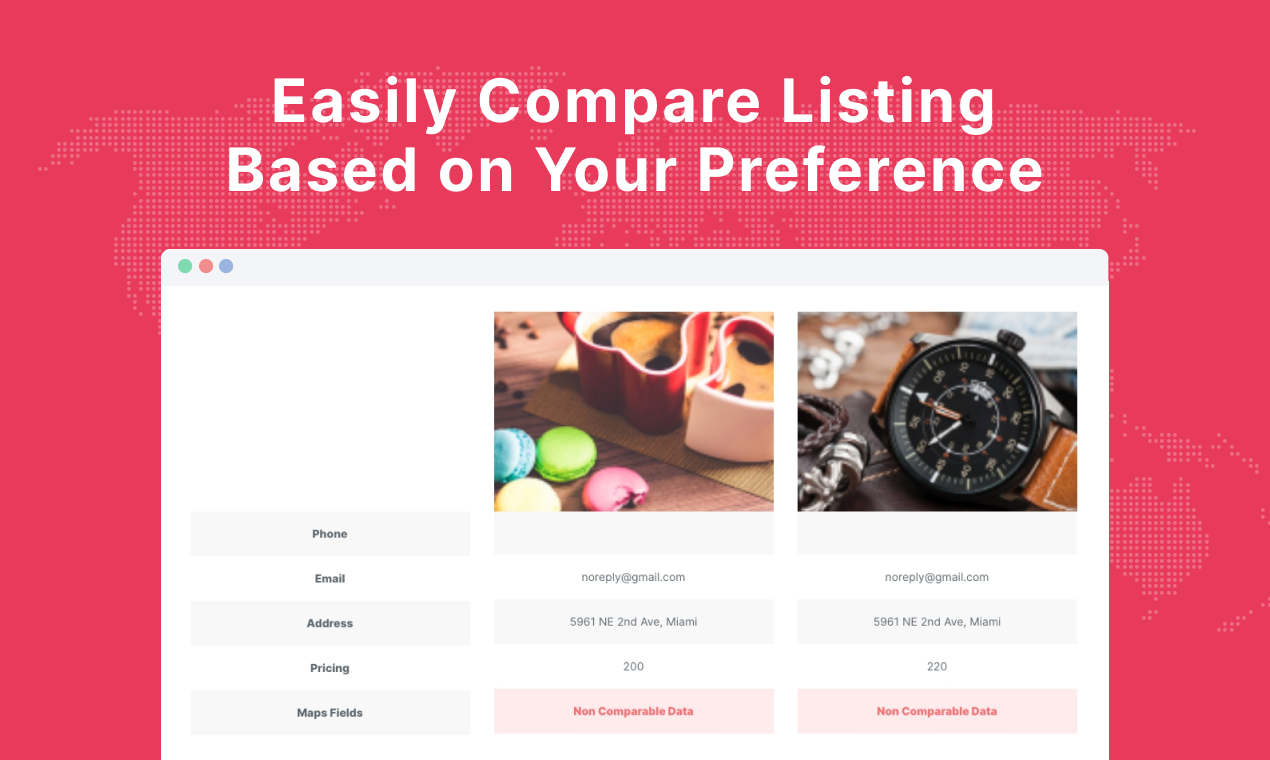 Easily Compare Listing
Based on Your Preference
Phone
Email noreply@gmail.com noreply@gmail.com
Address 5961 NE 2nd Ave, Miami 5961 NE 2nd Ave, Miami
Pricing 200 220
Maps Fields Non Comparable Data Non Comparable Data